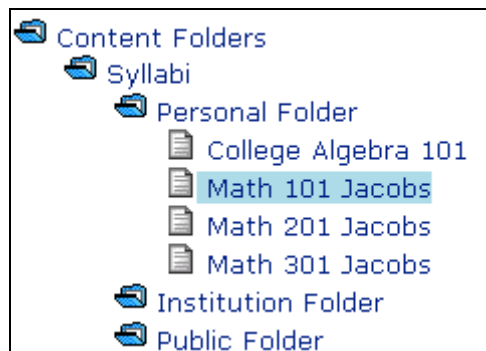 Content Folders
Syllabi
Personal Folder
College Algebra 101
Math 101 Jacobs
Math 201 Jacobs
Math 301 Jacobs
Institution Folder
Public Folder